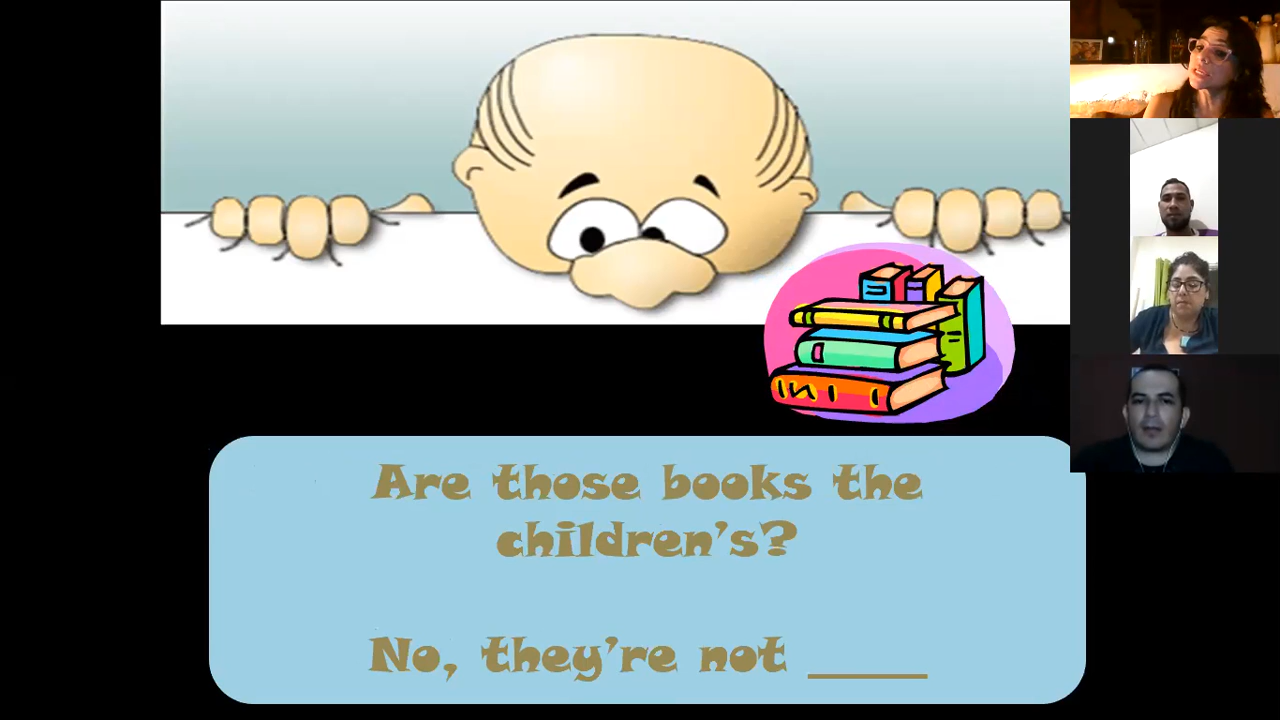 Are those books the
children's?
No, they're not _____